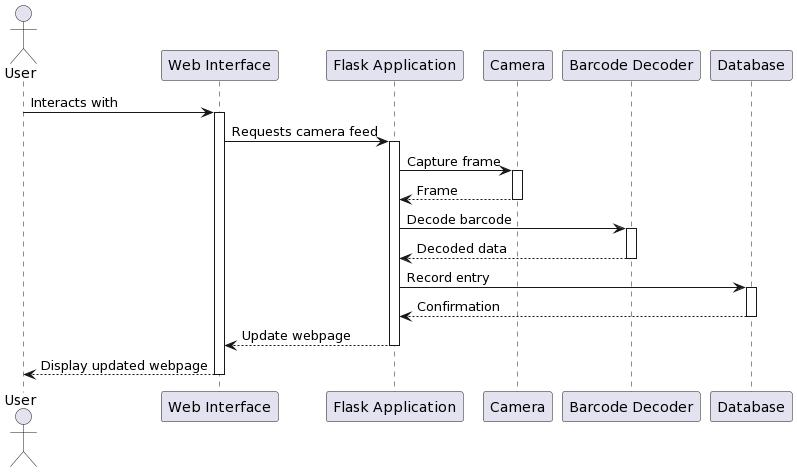 User
Web Interface
Flask Application
Camera
Barcode Decoder
Database
Interacts with
Requests camera feed
Capture frame
Frame
Decode barcode
Decoded data
Record entry
Confirmation
Update webpage
Display updated webpage
User
Web Interface
Flask Application
Camera
Barcode Decoder
Database